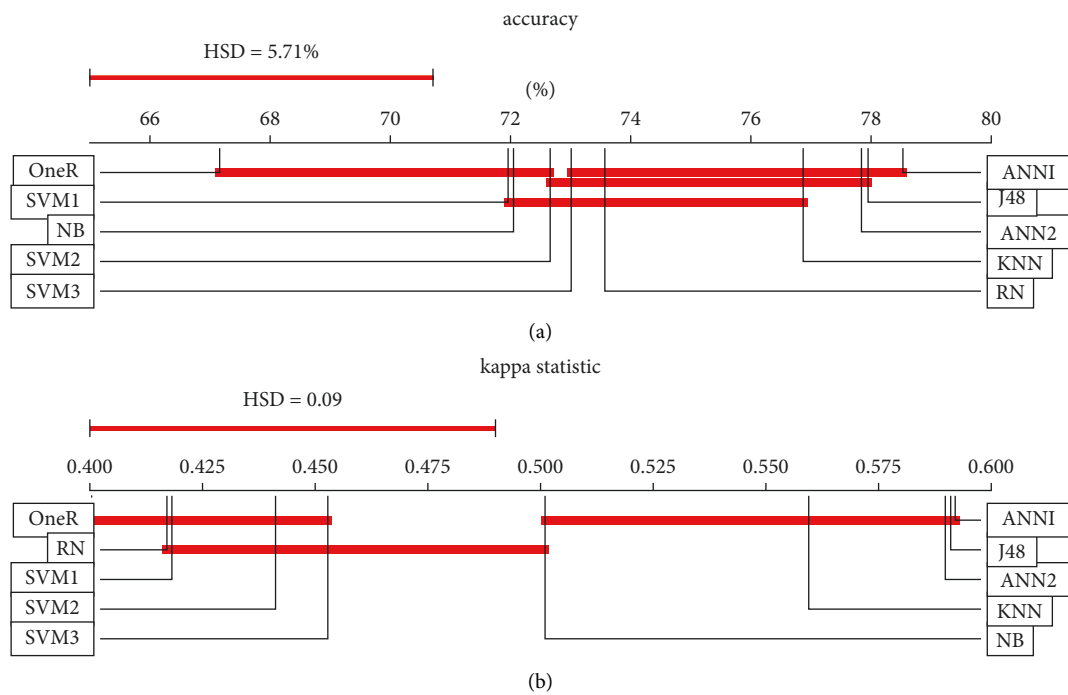 accuracy
HSD = 5.71%
(%)
66 68 70 72 74 76 78 80
OneR ANNI
SVM1 J48
NB ANN2
SVM2 KNN
SVM3 RN
(a)
kappa statistic
HSD = 0.09
0.400 0.425 0.450 0.475 0.500 0.525 0.550 0.575 0.600
OneR ANNI
RN J48
SVM1 ANN2
SVM2 KNN
SVM3 NB
(b)